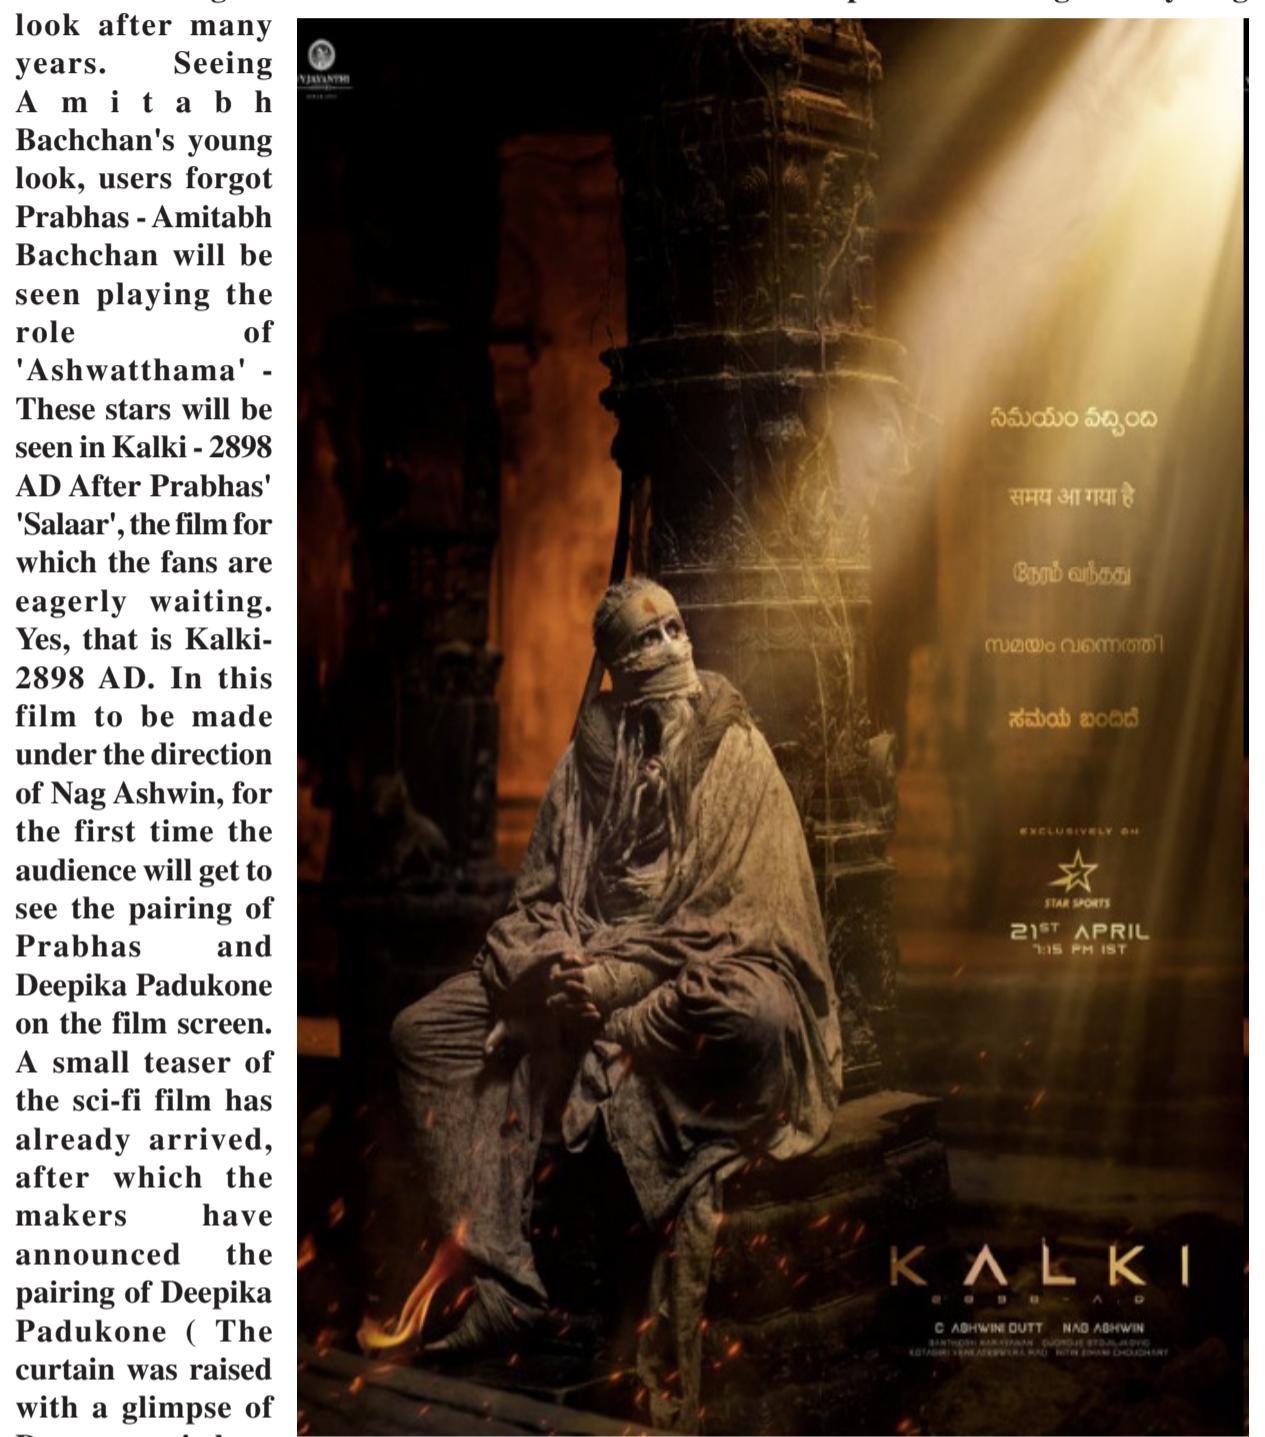 look after many
years. Seeing
A m i t a b h
Bachchan's young
look, users forgot
Prabhas - Amitabh
Bachchan will be
seen playing the
role of
'Ashwatthama' -
These stars will be
seen in Kalki - 2898
AD After Prabhas'
'Salaar', the film for
which the fans are
eagerly waiting.
Yes, that is Kalki-
2898 AD. In this
film to be made
under the direction
of Nag Ashwin, for
the first time the
audience will get to
see the pairing of
Prabhas and
Deepika Padukone
on the film screen.
A small teaser of
the sci-fi film has
already arrived,
after which the
makers have
announced the
pairing of Deepika
Padukone ( The
curtain was raised
with a glimpse of
VYJAYANTHI
సమయం వచ్చింది
समय आ गया है
நேரம் வந்தது
സമയം വന്നെത്തി
ಸಮಯ ಬಂದಿದೆ
EXCLUSIVELY ON
STAR SPORTS
21ST APRIL
7:15 PM IST
KALKI
2898-A.D
C ASHWINI DUTT NAG ASHWIN